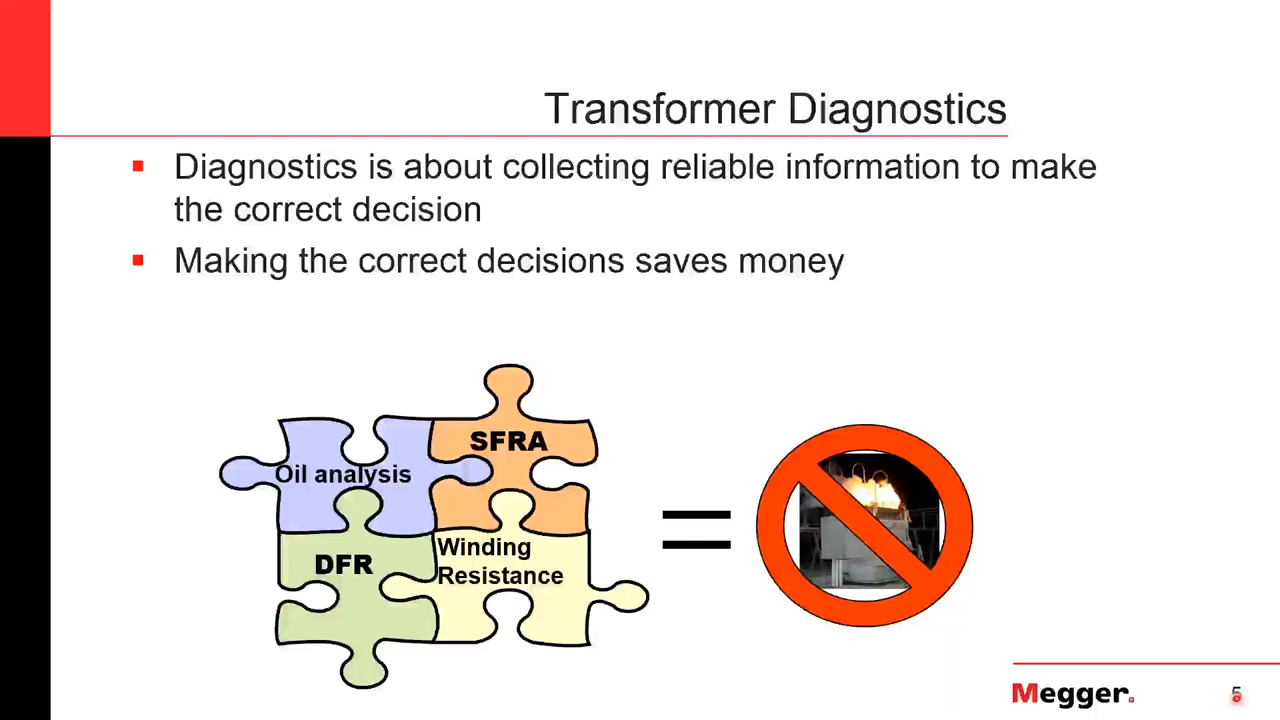 Transformer Diagnostics
▪ Diagnostics is about collecting reliable information to make
the correct decision
▪ Making the correct decisions saves money
SFRA
Oil analysis
Winding
Resistance
DFR
=
Megger.
5